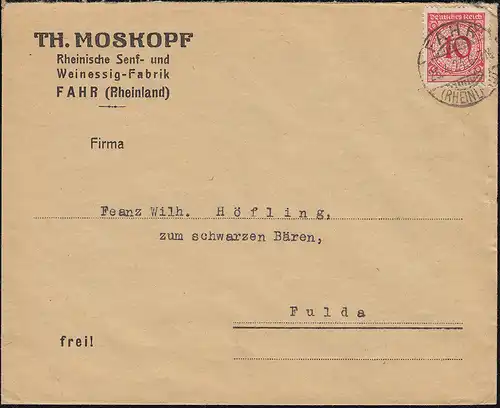 TH. MOSKOPF
Rheinische Senf- und
Weinessig-Fabrik
FAHR (Rheinland)
Deutsches Reich
10
FAHR
(RHEINL)
Firma
Feanz Wilh. Höfling,
zum schwarzen Bären,
Fulda
frei!